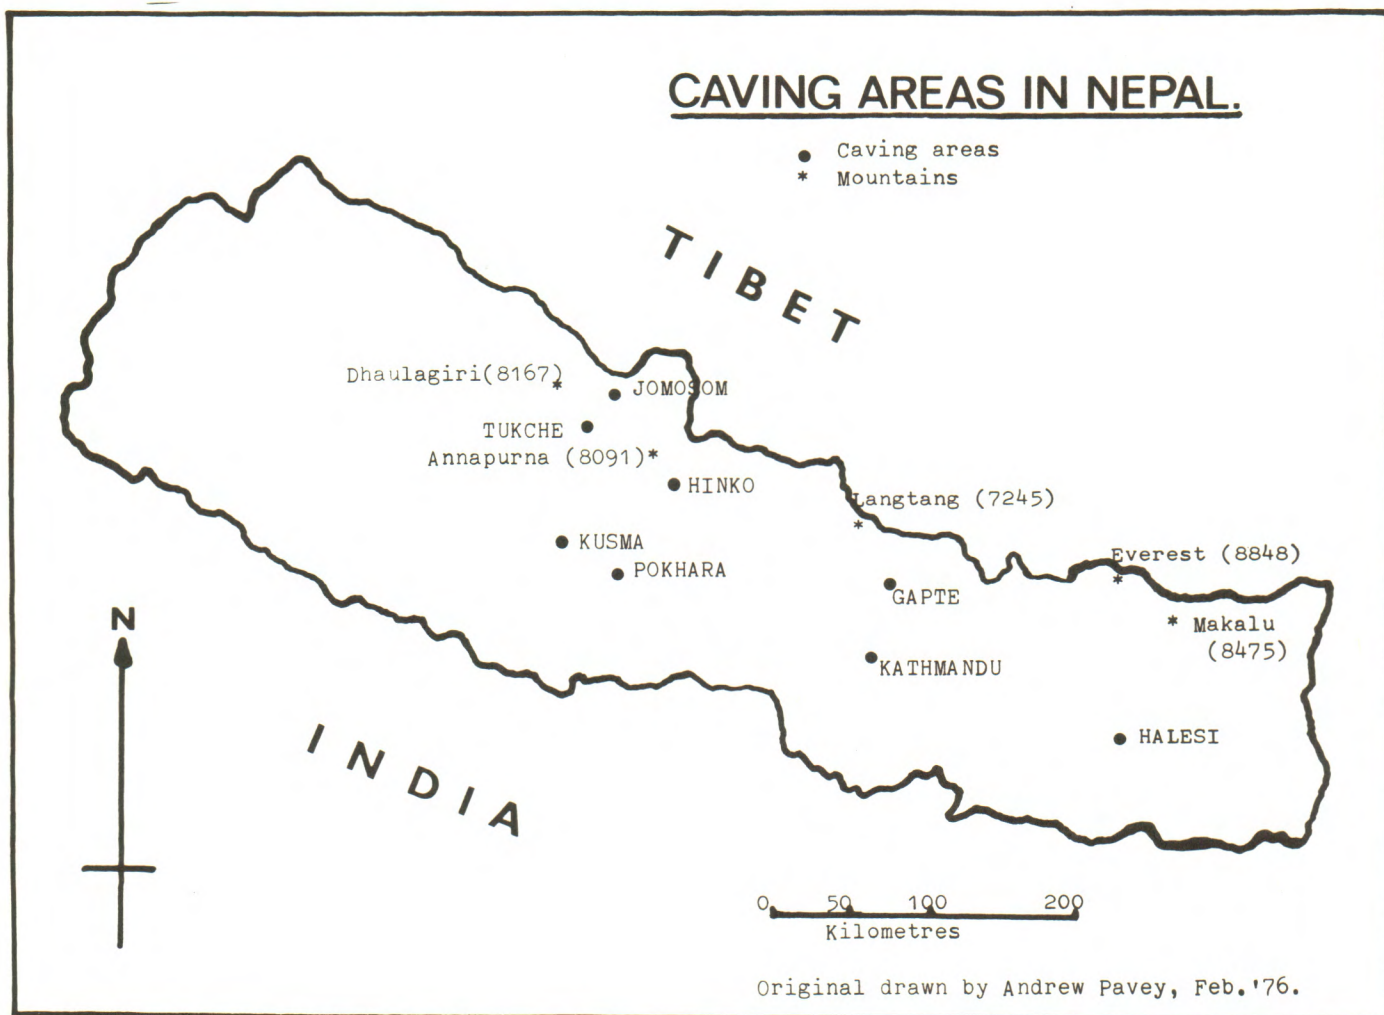 CAVING AREAS IN NEPAL.
● Caving areas
* Mountains
TIBET
Dhaulagiri(8167)
JOMOSOM
TUKCHE
Annapurna (8091)
HINKO
Langtang (7245)
KUSMA
Everest (8848)
POKHARA
GAPTE
N
Makalu
(8475)
KATHMANDU
INDIA
HALESI
0 50 100 200
Kilometres
Original drawn by Andrew Pavey, Feb.'76.